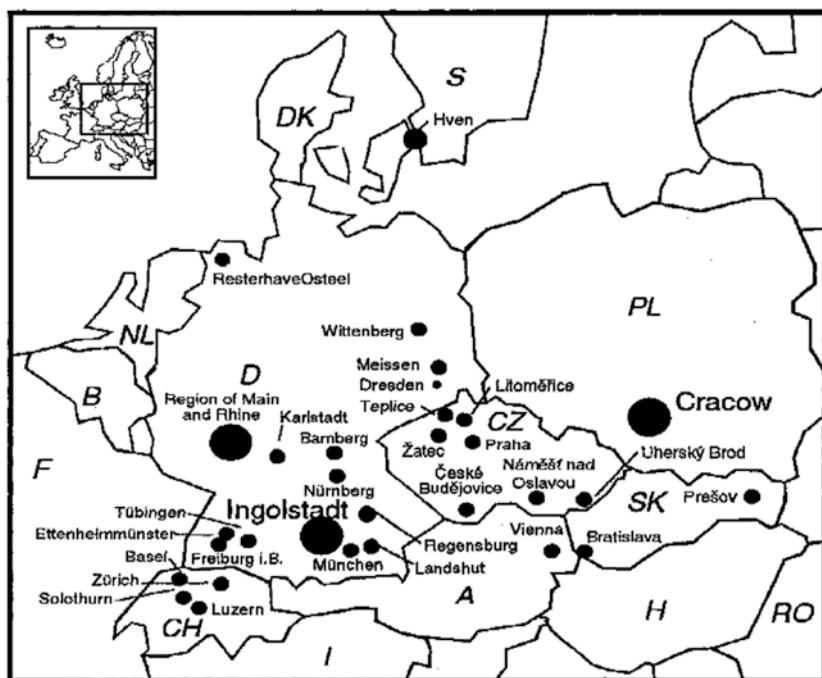 S
Hven
DK
ResterhaveOsteel
PL
NL
Wittenberg
Meissen
Dresden
Litoměřice
B
D
Region of Main
and Rhine
Karlstadt
Teplice
CZ
Cracow
Bamberg
Žatec
Praha
Uherský Brod
F
České
Budějovice
Náměšť nad
Oslavou
Nürnberg
SK
Prešov
Tübingen
Ingolstadt
Ettenheimmünster
Vienna
Bratislava
Basel
Freiburg i.B.
Regensburg
München
Landshut
Zürich
Solothurn
Luzern
A
H
RO
CH
I